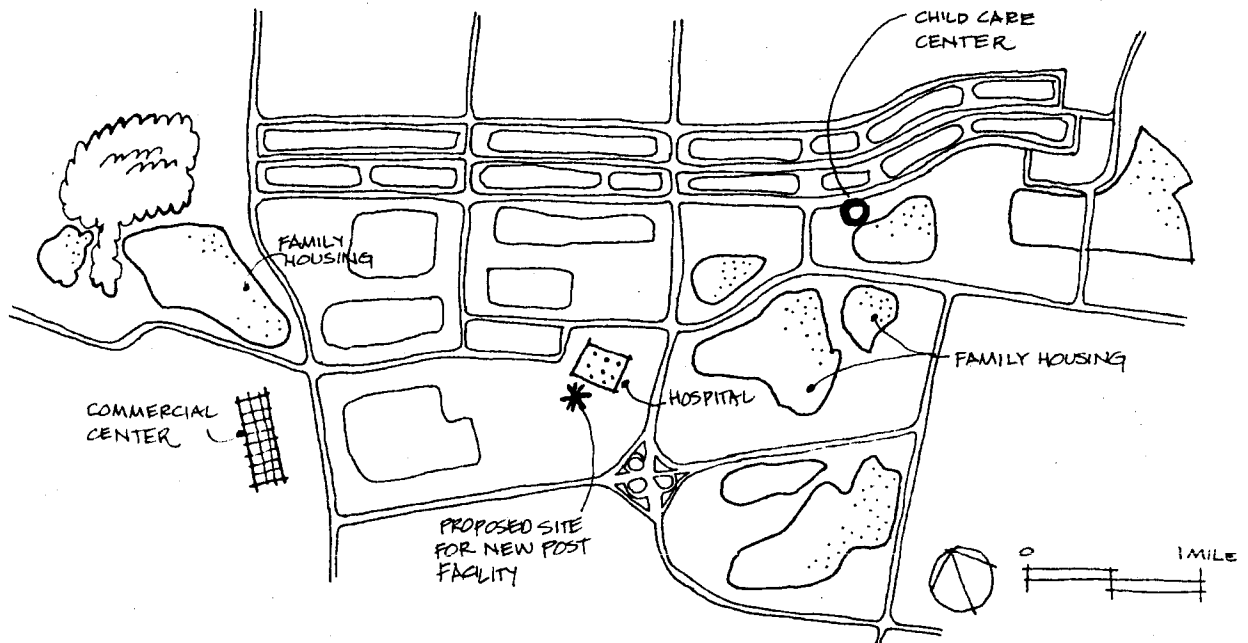 CHILD CARE
CENTER
FAMILY
HOUSING
FAMILY HOUSING
HOSPITAL
COMMERCIAL
CENTER
PROPOSED SITE
FOR NEW POST
FACILITY
0
1 MILE